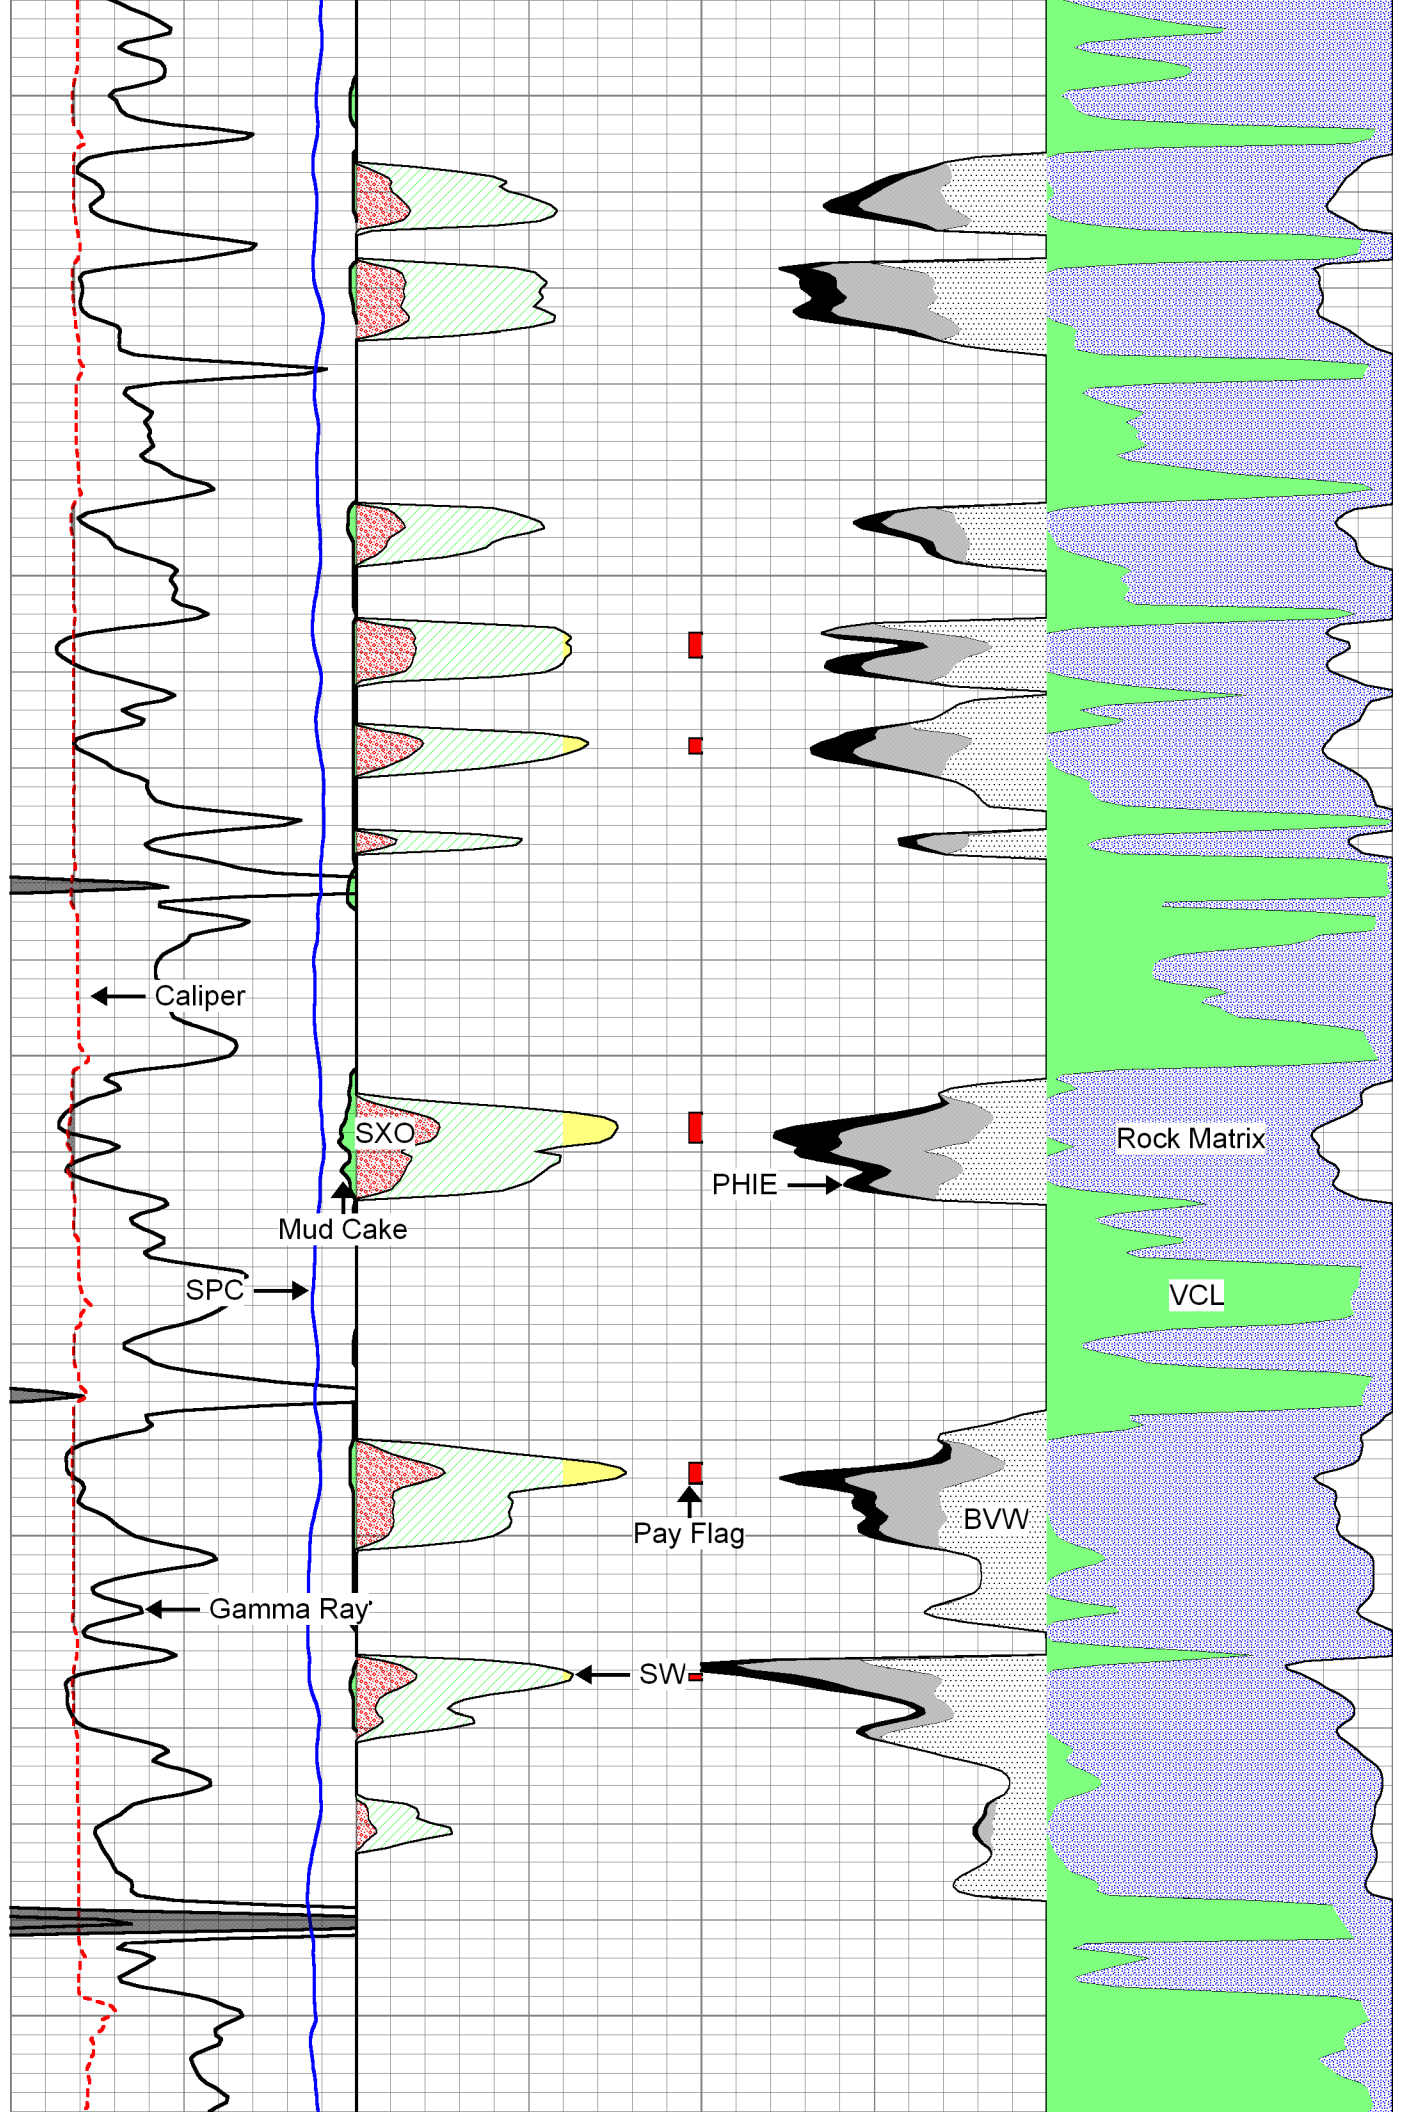 Caliper
SXO
Rock Matrix
PHIE
Mud Cake
SPC
VCL
BVW
Pay Flag
Gamma Ray
SW